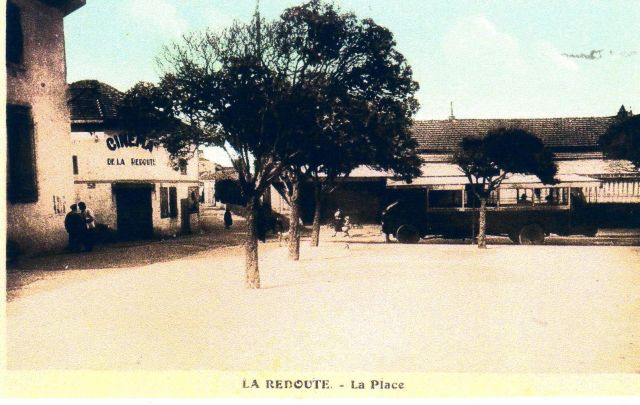 CINEMA
DE LA REDOUTE
LA REDOUTE. - La Place